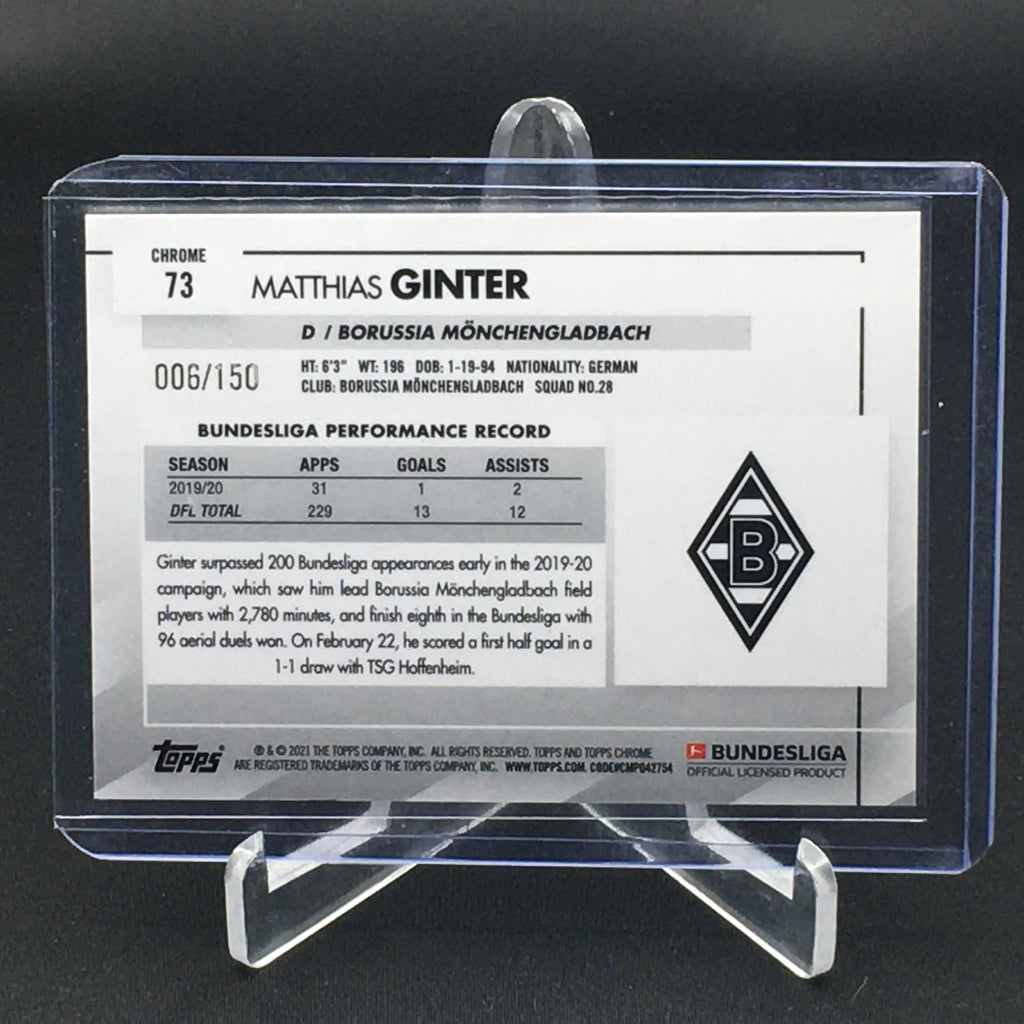 CHROME
73
MATTHIAS GINTER
D / BORUSSIA MÖNCHENGLADBACH
006/150
HT: 6'3" WT: 196 DOB: 1-19-94 NATIONALITY: GERMAN
CLUB: BORUSSIA MÖNCHENGLADBACH SQUAD NO.28
BUNDESLIGA PERFORMANCE RECORD
SEASON APPS GOALS ASSISTS
2019/20 31 1 2
DFL TOTAL 229 13 12
Ginter surpassed 200 Bundesliga appearances early in the 2019-20
campaign, which saw him lead Borussia Mönchengladbach field
players with 2,780 minutes, and finish eighth in the Bundesliga with
96 aerial duels won. On February 22, he scored a first half goal in a
1-1 draw with TSG Hoffenheim.
B
Topps
® & © 2021 THE TOPPS COMPANY, INC. ALL RIGHTS RESERVED. TOPPS AND TOPPS CHROME
ARE REGISTERED TRADEMARKS OF THE TOPPS COMPANY, INC. WWW.TOPPS.COM. CODE#CMP042754
BUNDESLIGA
OFFICIAL LICENSED PRODUCT